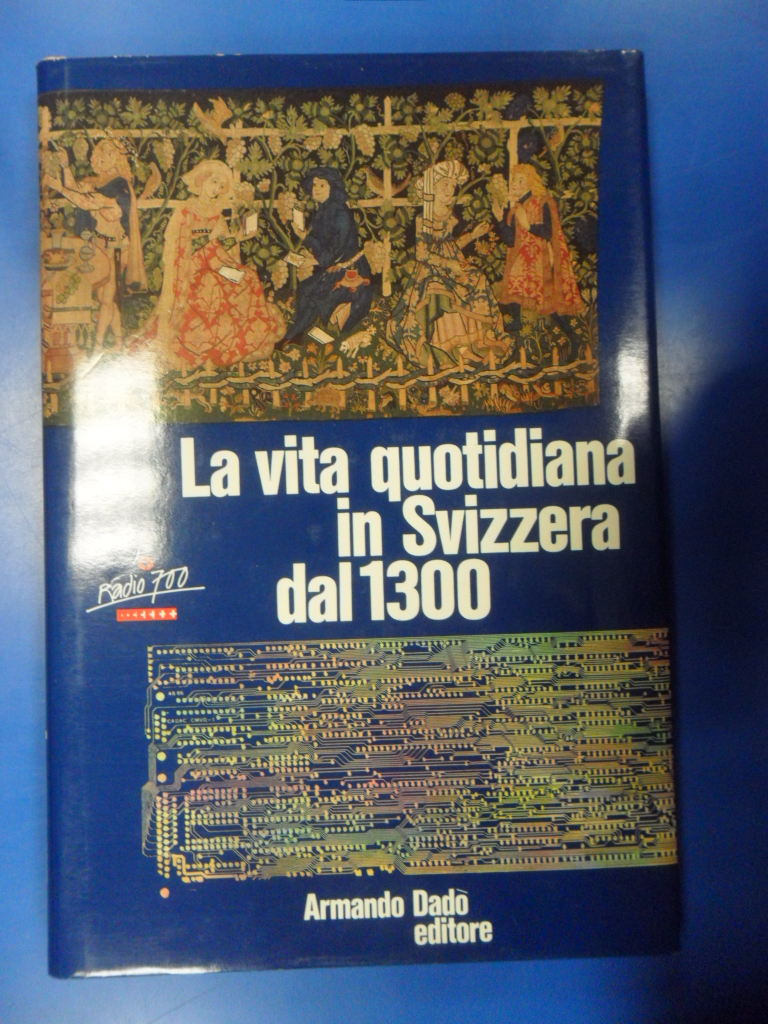 La vita quotidiana
in Svizzera
dal 1300
Radio 700
Armando Dadò
editore